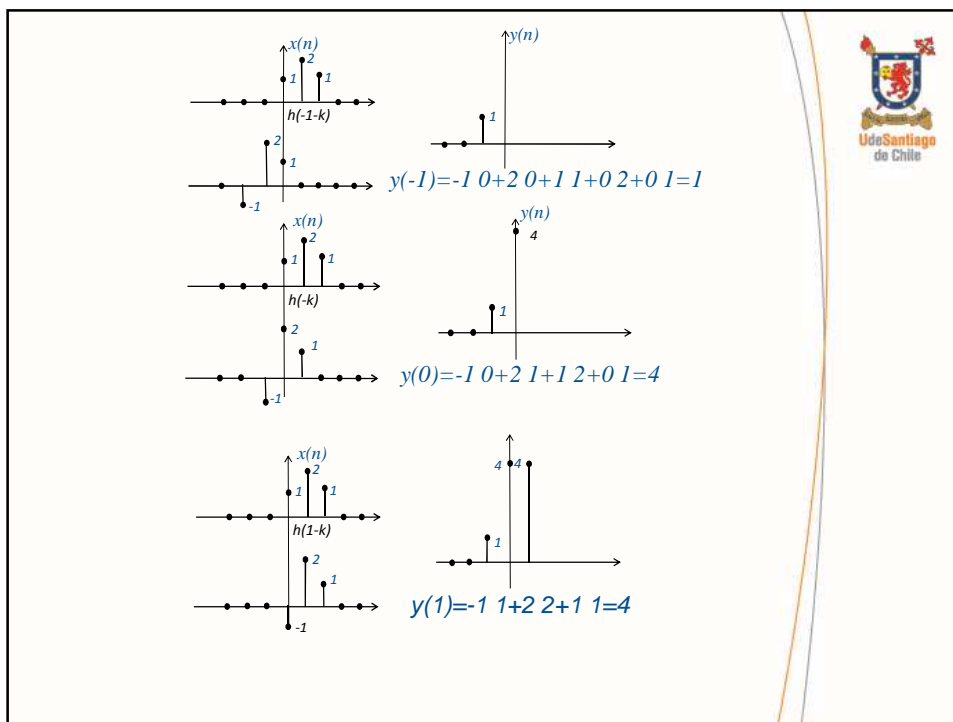 x(n)
2
1
1
h(-1-k)
2
1
-1
y(n)
1
y(-1)=-1 0+2 0+1 1+0 2+0 1=1
x(n)
2
1
1
h(-k)
2
1
-1
y(n)
4
1
y(0)=-1 0+2 1+1 2+0 1=4
x(n)
2
1
1
h(1-k)
2
1
-1
4 4
1
y(1)=-1 1+2 2+1 1=4
UdeSantiago
de Chile